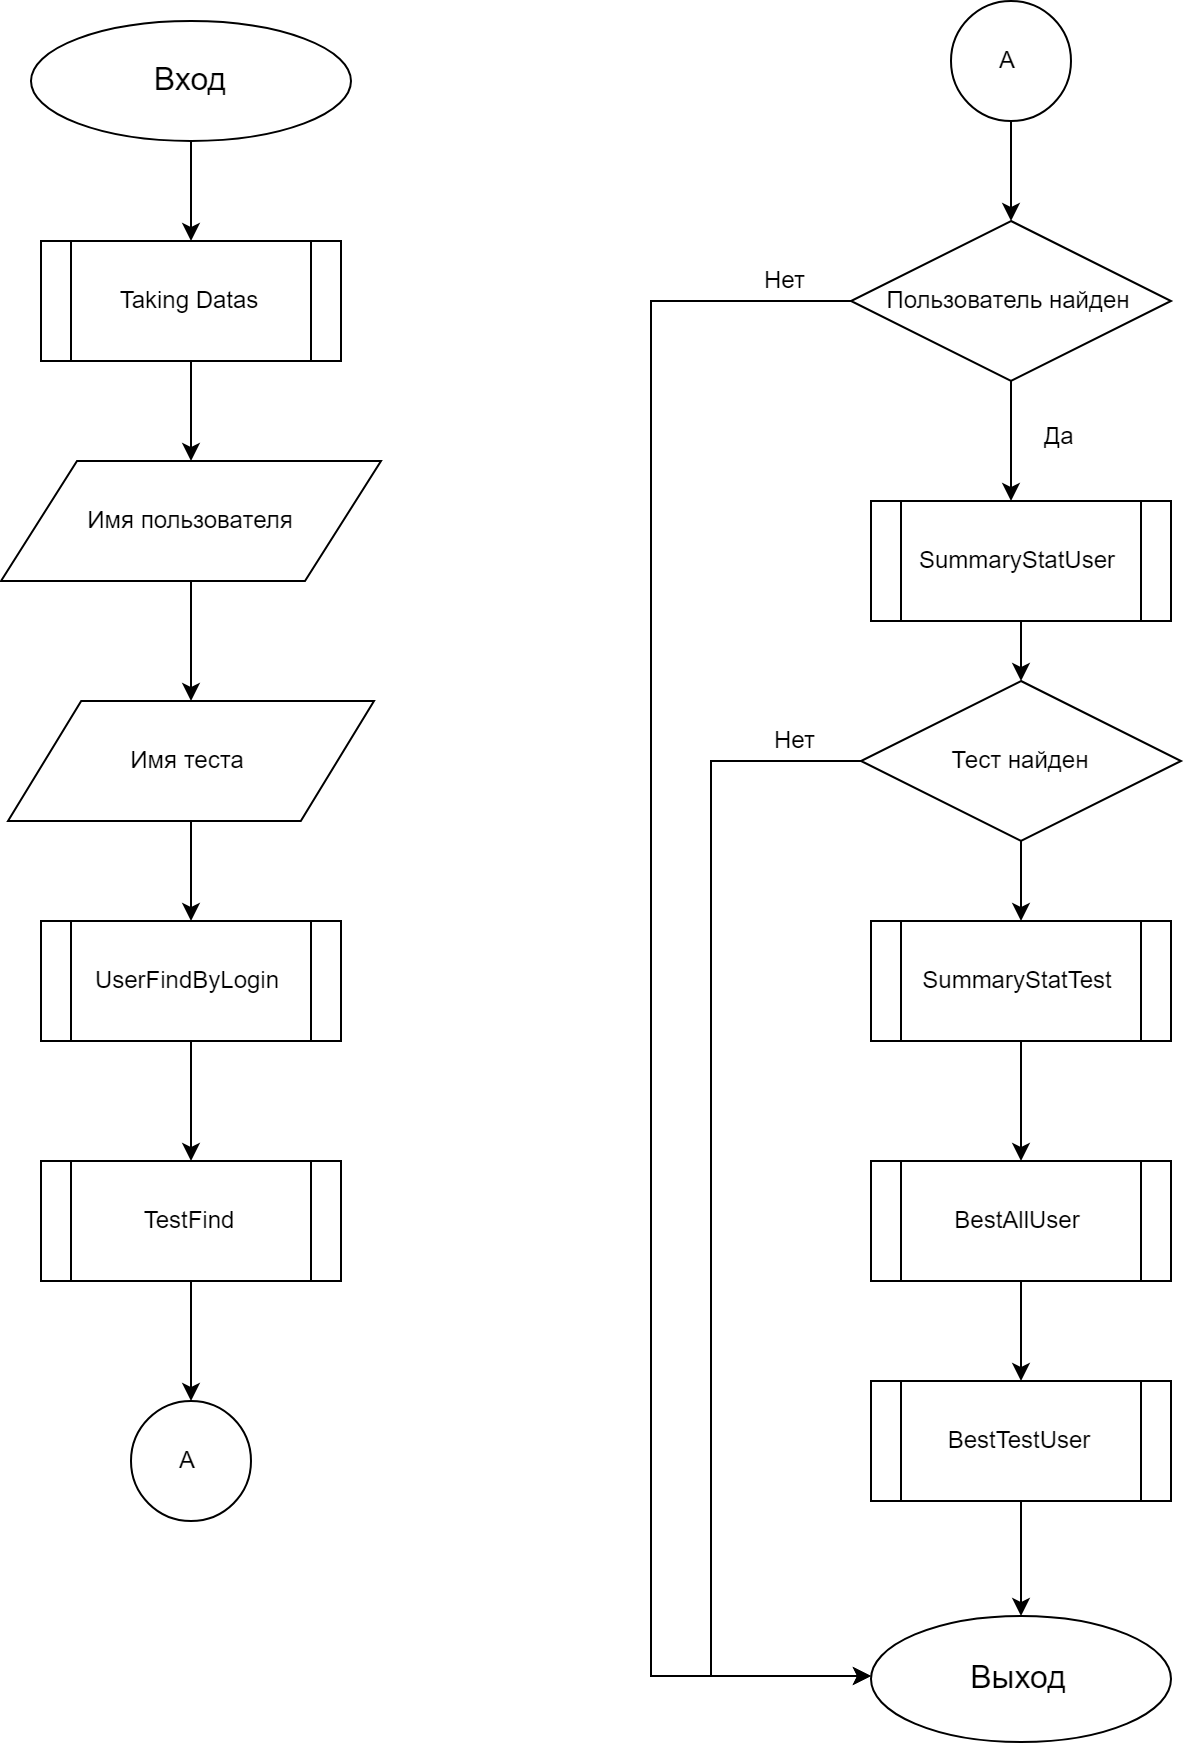 Вход
Taking Datas
Имя пользователя
Имя теста
UserFindByLogin
TestFind
A
A
Нет
Пользователь найден
Да
SummaryStatUser
Нет
Тест найден
SummaryStatTest
BestAllUser
BestTestUser
Выход